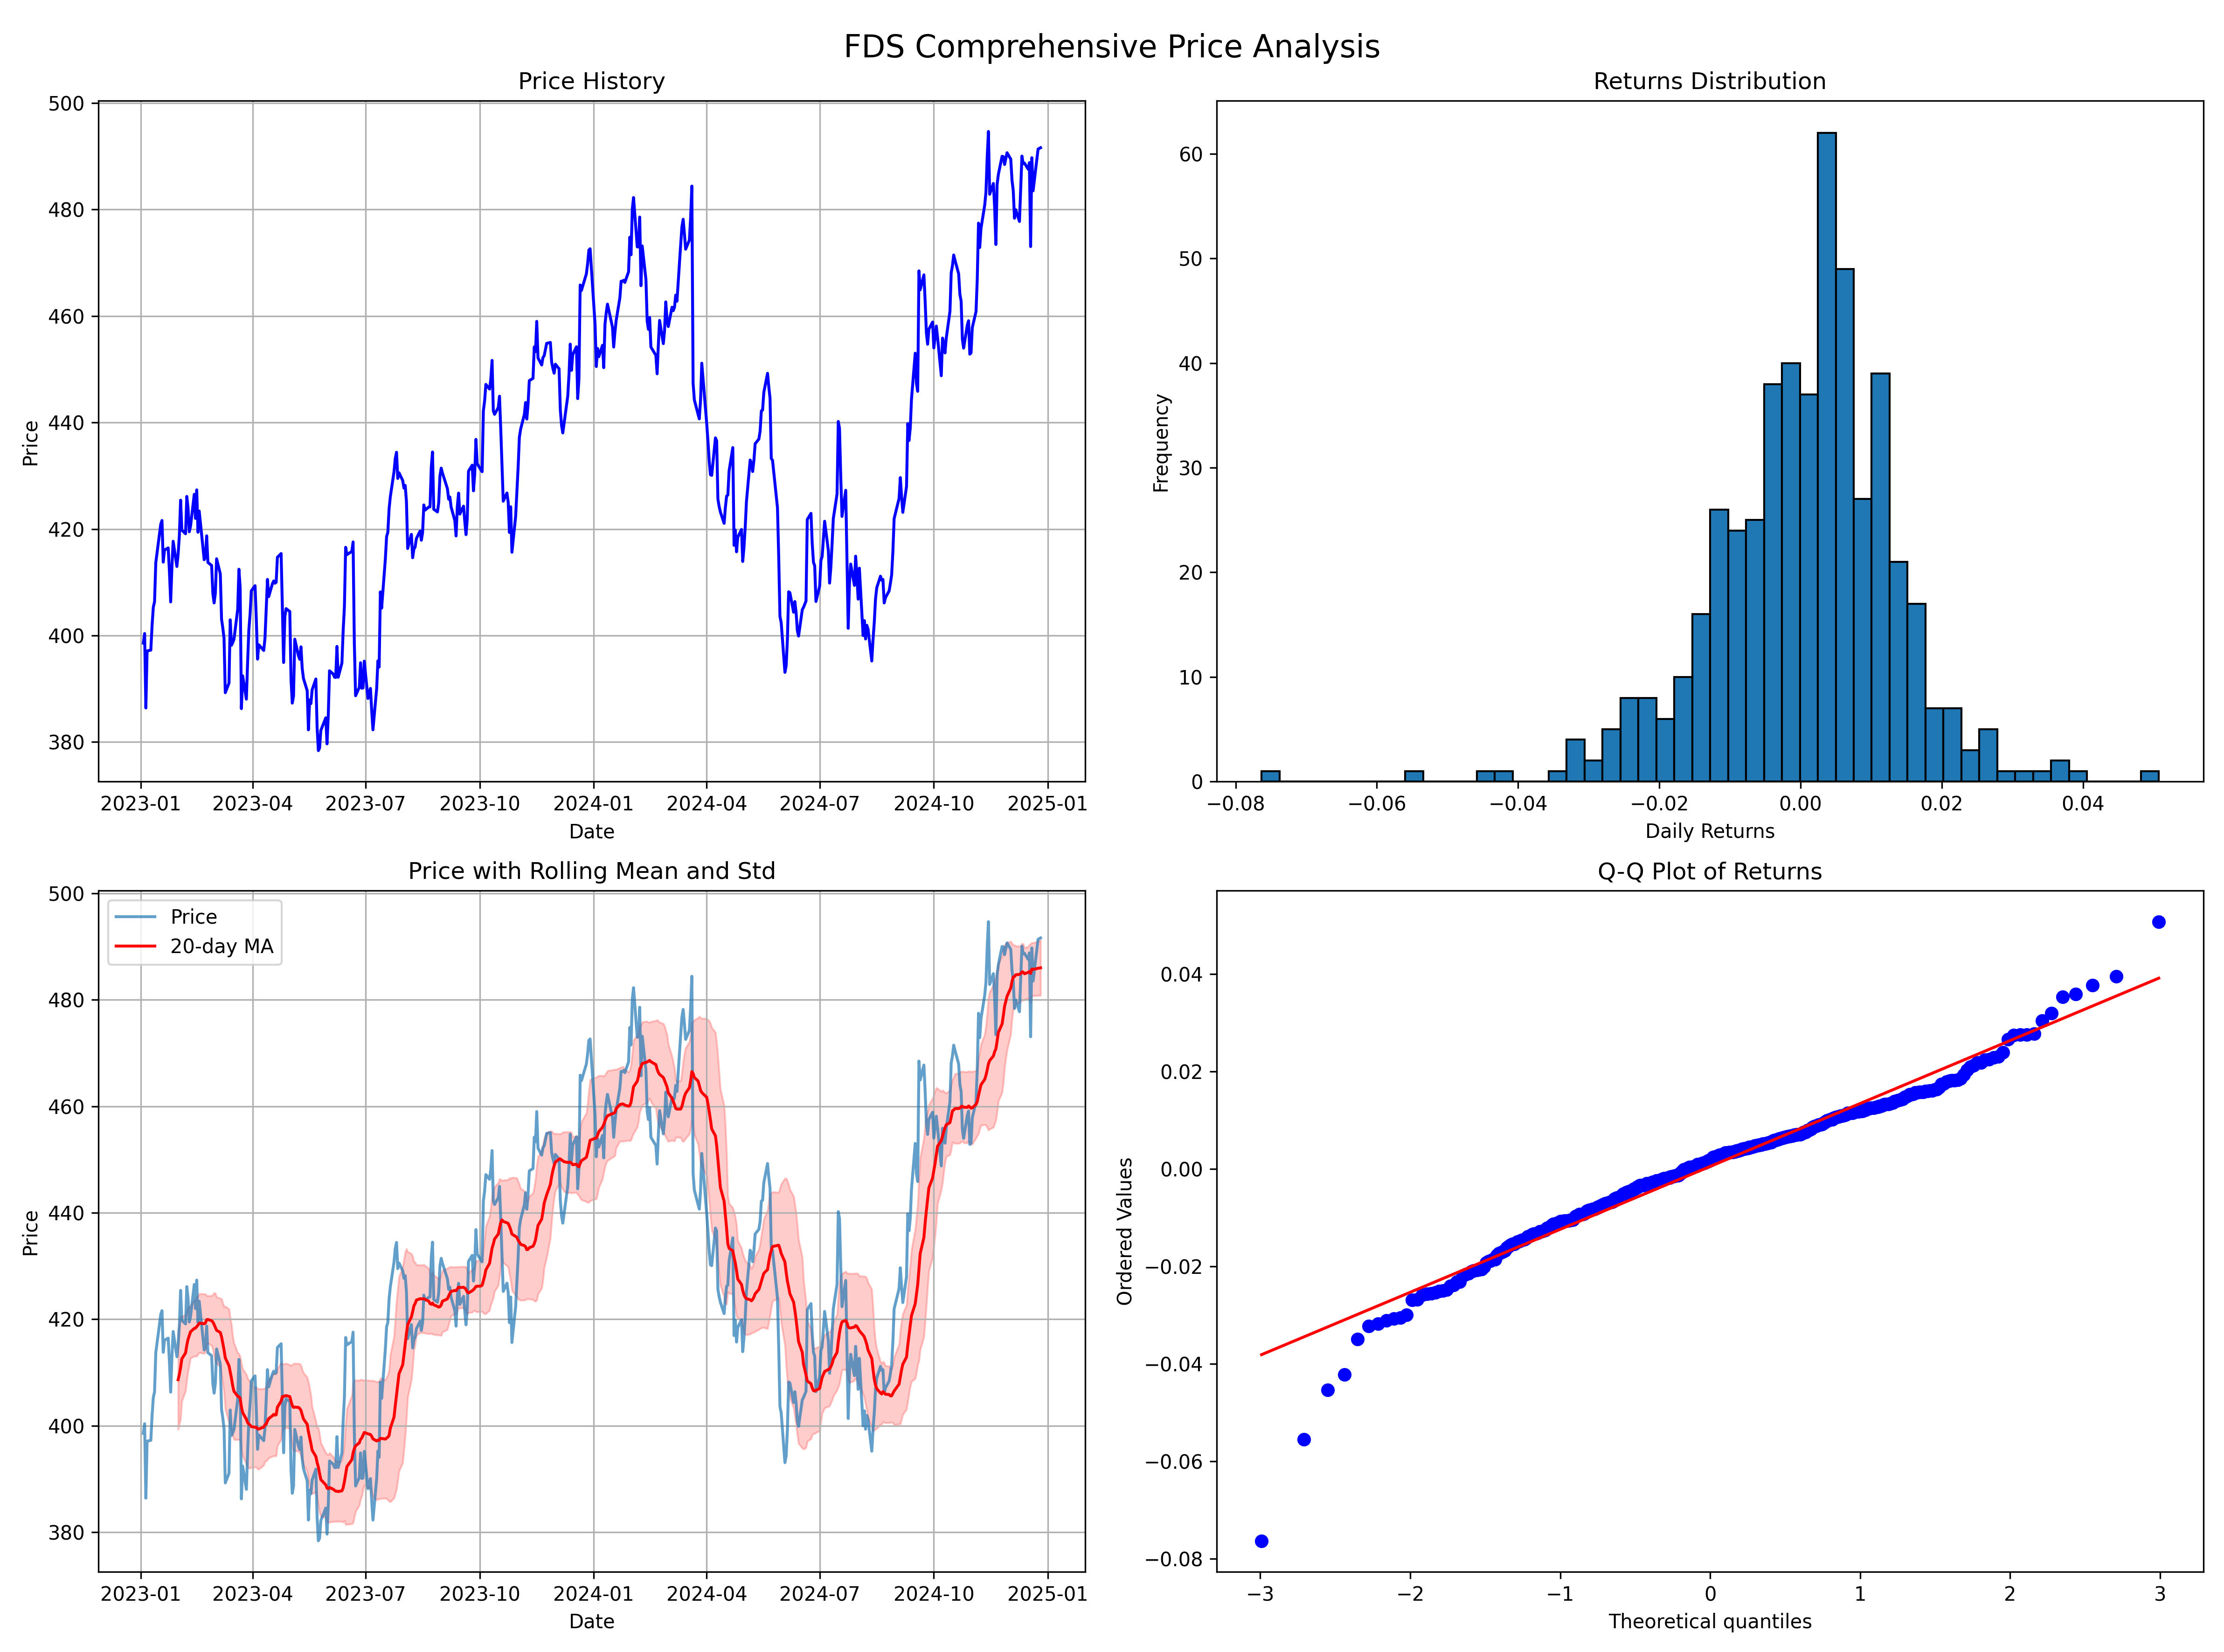 FDS Comprehensive Price Analysis
Price History
500
480
460
440
420
400
380
Price
2023-01 2023-04 2023-07 2023-10 2024-01 2024-04 2024-07 2024-10 2025-01
Date
Returns Distribution
60
50
40
30
20
10
0
Frequency
−0.08 −0.06 −0.04 −0.02 0.00 0.02 0.04
Daily Returns
Price with Rolling Mean and Std
Price
20-day MA
500
480
460
440
420
400
380
Price
2023-01 2023-04 2023-07 2023-10 2024-01 2024-04 2024-07 2024-10 2025-01
Date
Q-Q Plot of Returns
0.04
0.02
0.00
−0.02
−0.04
−0.06
−0.08
Ordered Values
−3 −2 −1 0 1 2 3
Theoretical quantiles